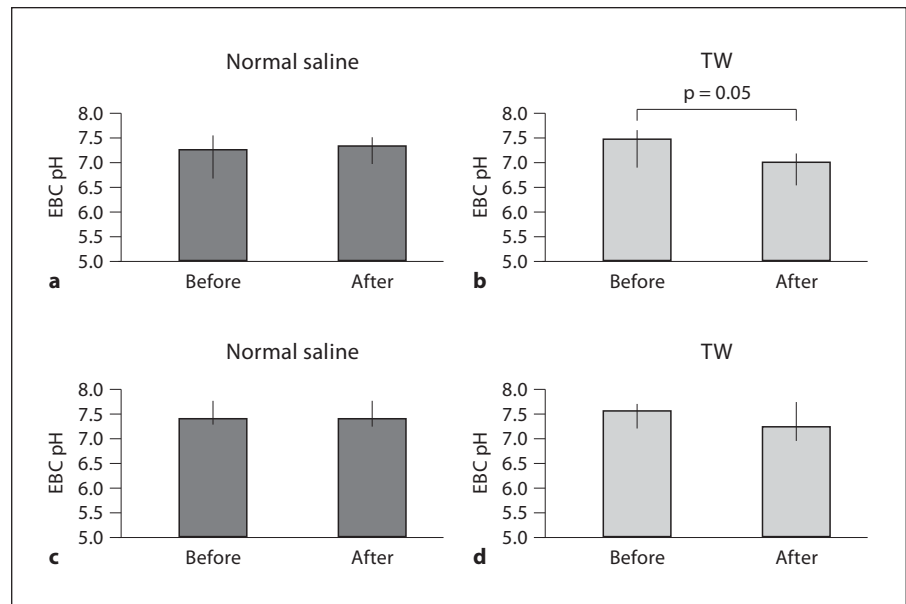 Normal saline
8.0
7.5
7.0
6.5
6.0
5.5
5.0
EBC pH
Before
After
a
TW
p = 0.05
8.0
7.5
7.0
6.5
6.0
5.5
5.0
EBC pH
Before
After
b
Normal saline
8.0
7.5
7.0
6.5
6.0
5.5
5.0
EBC pH
Before
After
c
TW
8.0
7.5
7.0
6.5
6.0
5.5
5.0
EBC pH
Before
After
d